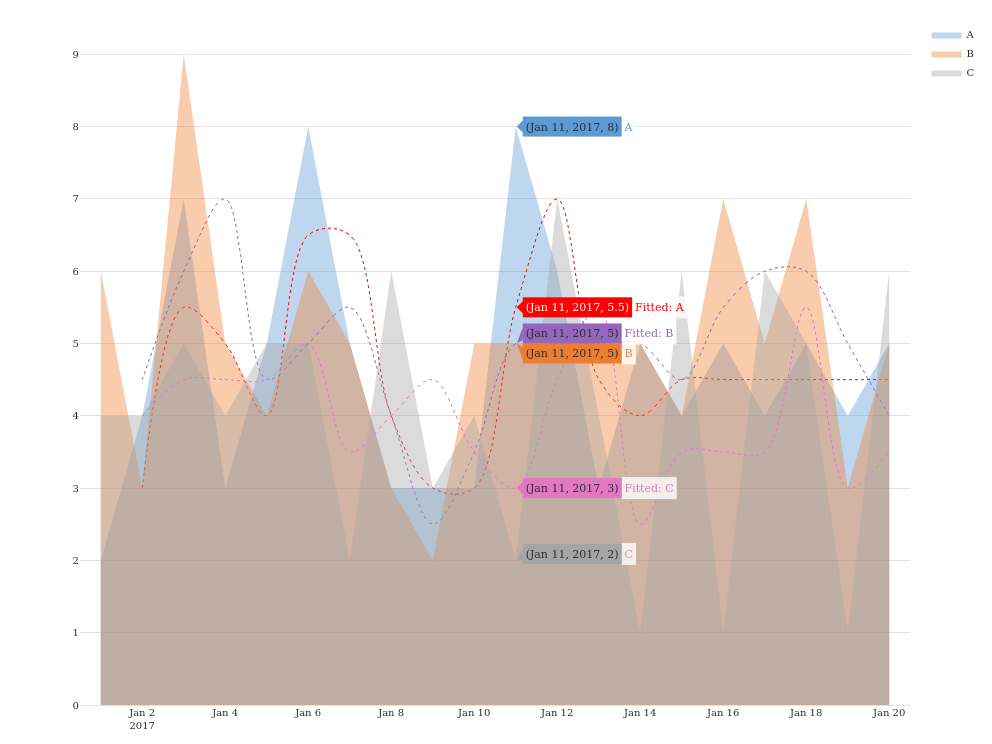 A
B
C
9
8
7
6
5
4
3
2
1
0
(Jan 11, 2017, 8) A
(Jan 11, 2017, 5.5) Fitted: A
(Jan 11, 2017, 5) Fitted: B
(Jan 11, 2017, 5) B
(Jan 11, 2017, 3) Fitted: C
(Jan 11, 2017, 2) C
Jan 2 Jan 4 Jan 6 Jan 8 Jan 10 Jan 12 Jan 14 Jan 16 Jan 18 Jan 20
2017